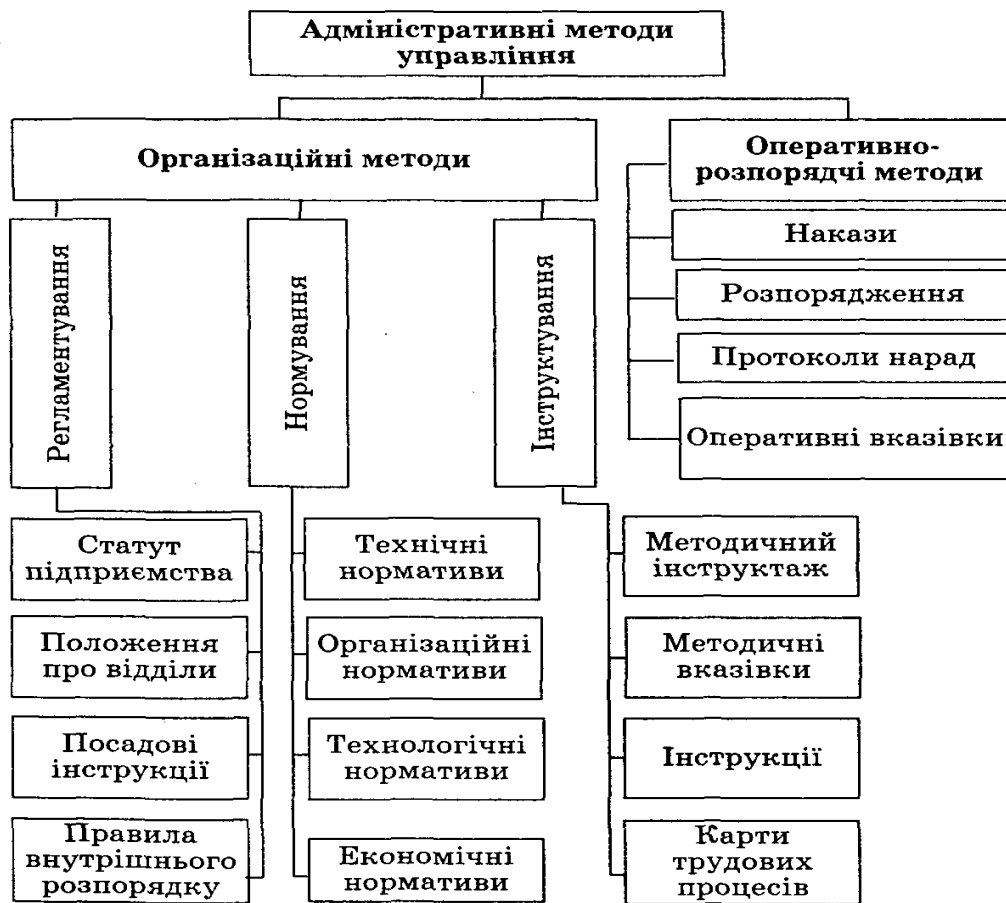 Адміністративні методи
управління
Організаційні методи
Оперативно-
розпорядчі методи
Накази
Розпорядження
Протоколи нарад
Оперативні вказівки
Регламентування
Нормування
Інструктування
Статут
підприємства
Положення
про відділи
Посадові
інструкції
Правила
внутрішнього
розпорядку
Технічні
нормативи
Організаційні
нормативи
Технологічні
нормативи
Економічні
нормативи
Методичний
інструктаж
Методичні
вказівки
Інструкції
Карти
трудових
процесів